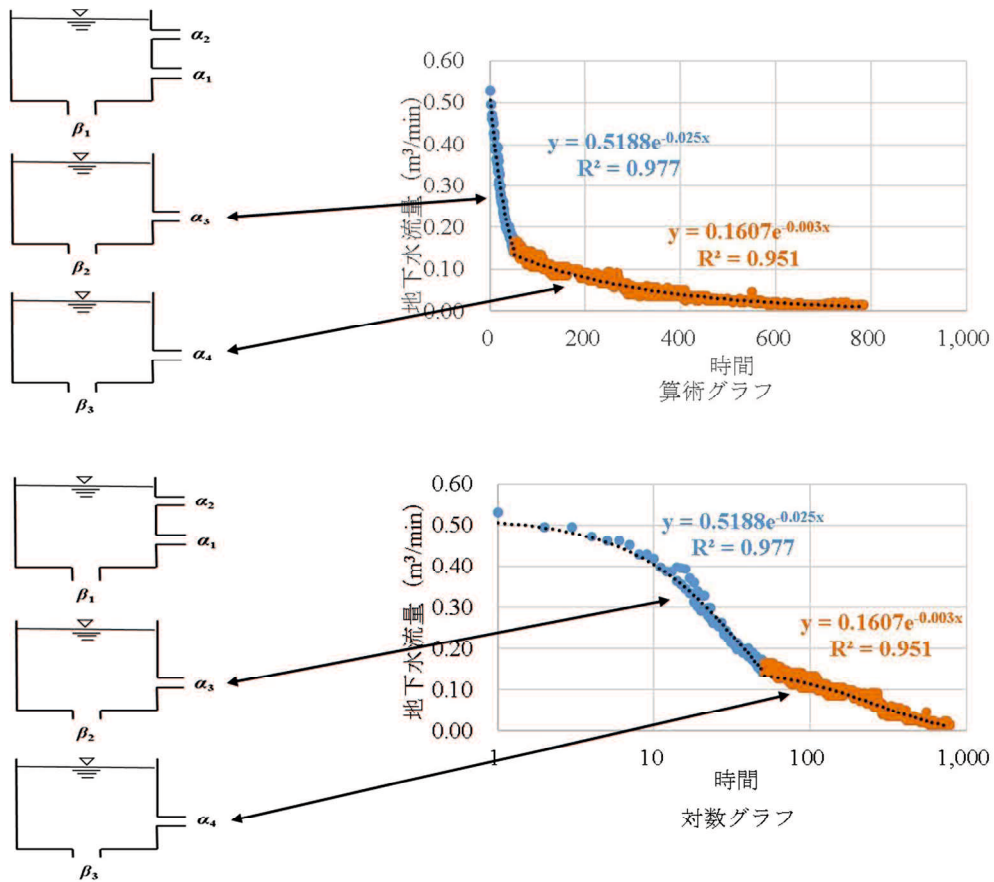 α₂
α₁
β₁
α₃
β₂
α₄
β₃
地下水流量（m³/min）
0.60
0.50
0.40
0.30
0.20
0.10
0.00
y = 0.5188e^-0.025x
R² = 0.977
y = 0.1607e^-0.003x
R² = 0.951
0 200 400 600 800 1,000
時間
算術グラフ
α₂
α₁
β₁
α₃
β₂
α₄
β₃
地下水流量（m³/min）
0.60
0.50
0.40
0.30
0.20
0.10
0.00
y = 0.5188e^-0.025x
R² = 0.977
y = 0.1607e^-0.003x
R² = 0.951
1 10 100 1,000
時間
対数グラフ